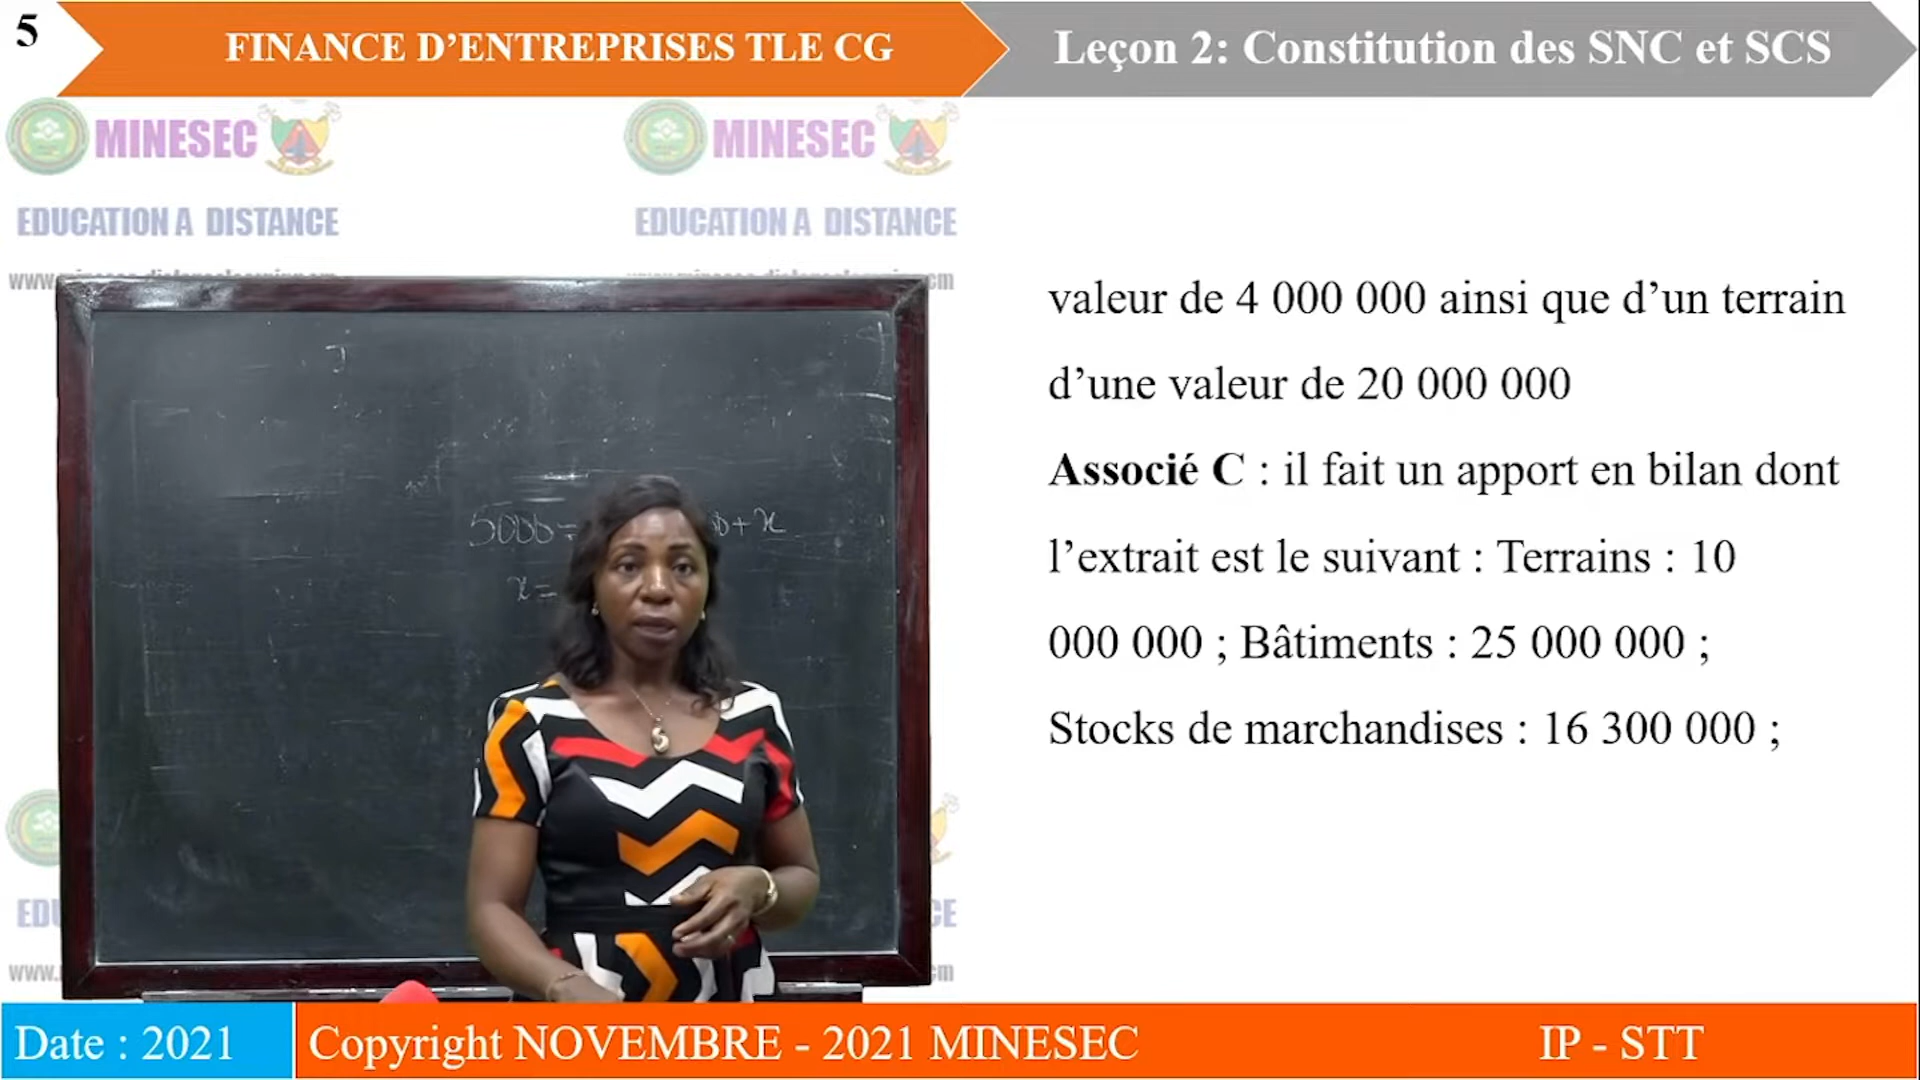 5
FINANCE D’ENTREPRISES TLE CG
Leçon 2: Constitution des SNC et SCS
MINESEC
MINESEC
EDUCATION A DISTANCE
EDUCATION A DISTANCE
valeur de 4 000 000 ainsi que d’un terrain
d’une valeur de 20 000 000
Associé C : il fait un apport en bilan dont
l’extrait est le suivant : Terrains : 10
000 000 ; Bâtiments : 25 000 000 ;
Stocks de marchandises : 16 300 000 ;
5000=
+x
x=
Date : 2021
Copyright NOVEMBRE - 2021 MINESEC
IP - STT